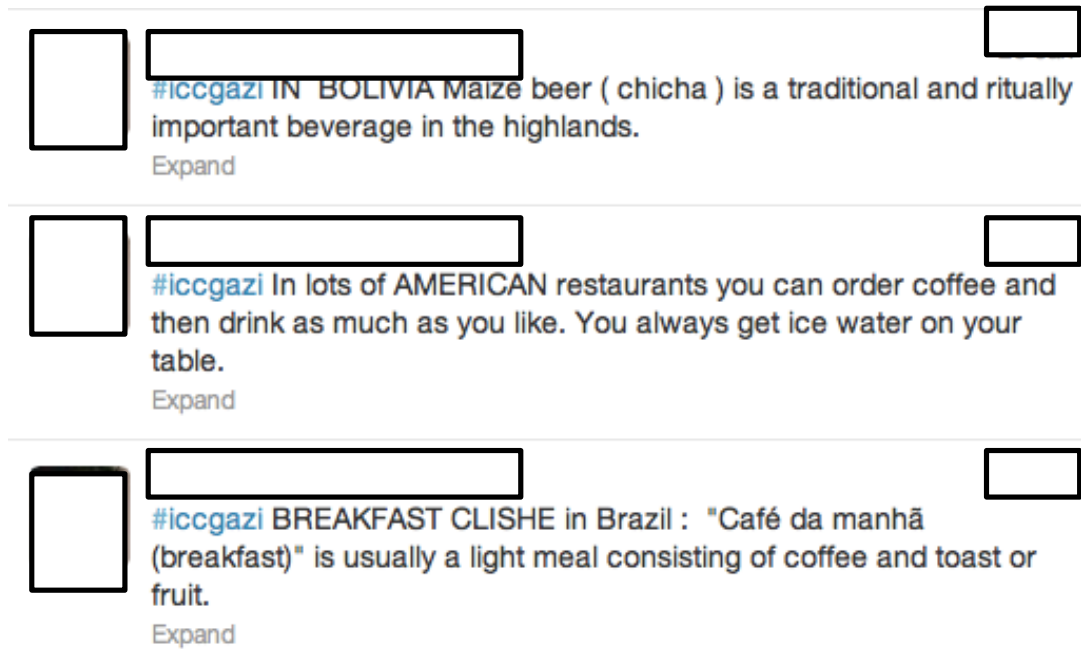 #iccgazi IN BOLIVIA Maize beer ( chicha ) is a traditional and ritually
important beverage in the highlands.
Expand
#iccgazi In lots of AMERICAN restaurants you can order coffee and
then drink as much as you like. You always get ice water on your
table.
Expand
#iccgazi BREAKFAST CLISHE in Brazil : "Café da manhã
(breakfast)" is usually a light meal consisting of coffee and toast or
fruit.
Expand